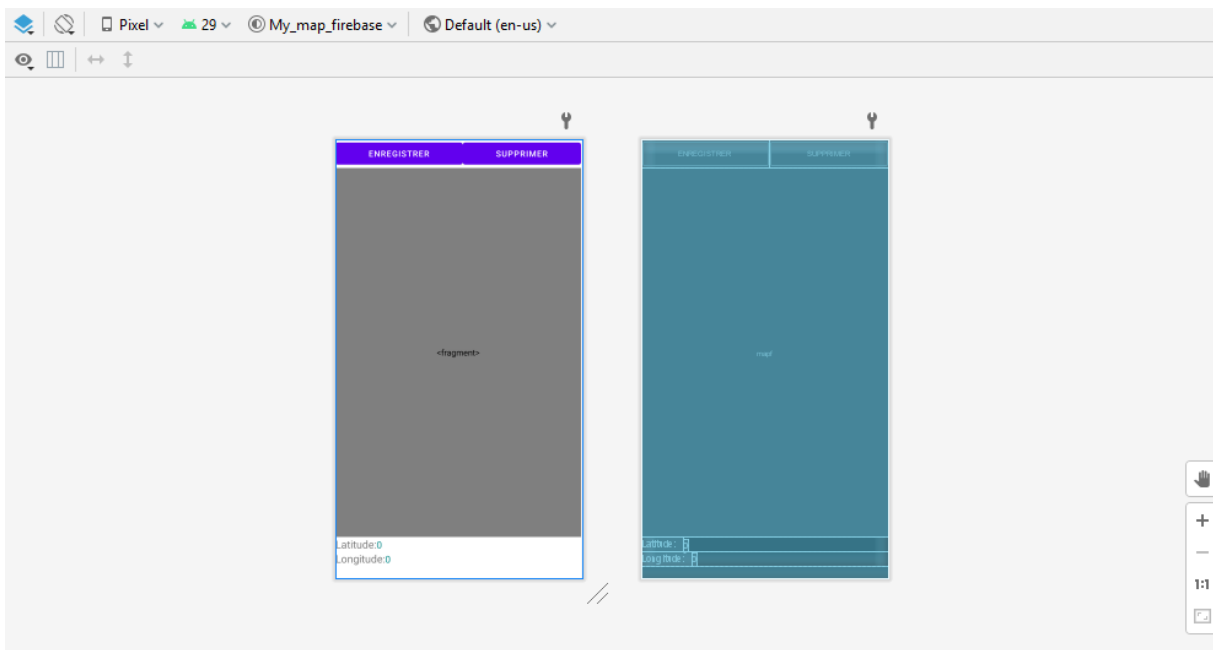 Pixel 29 My_map_firebase Default (en-us)
ENREGISTRER SUPPRIMER
ENREGISTRER SUPPRIMER
<fragment>
mapf
Latitude:0
Longitude:0
Latitude:
Longitude:
1:1